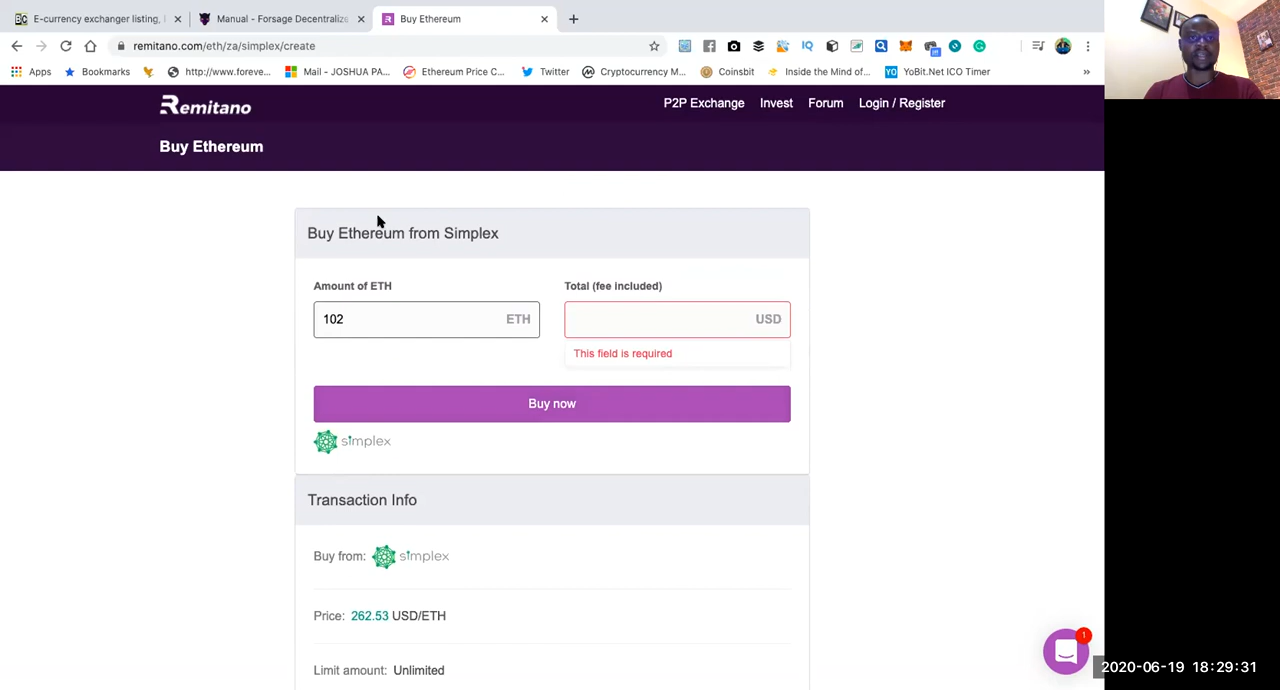 E-currency exchanger listing,
Manual - Forsage Decentralize
Buy Ethereum
remitano.com/eth/za/simplex/create
Apps
Bookmarks
http://www.foreve...
Mail - JOSHUA PA...
Ethereum Price C...
Twitter
Cryptocurrency M...
Coinsbit
Inside the Mind of...
YoBit.Net ICO Timer
Remitano
P2P Exchange
Invest
Forum
Login / Register
Buy Ethereum
Buy Ethereum from Simplex
Amount of ETH
Total (fee included)
102 ETH
USD
This field is required
Buy now
simplex
Transaction Info
Buy from: simplex
Price: 262.53 USD/ETH
Limit amount: Unlimited
1
2020-06-19 18:29:31